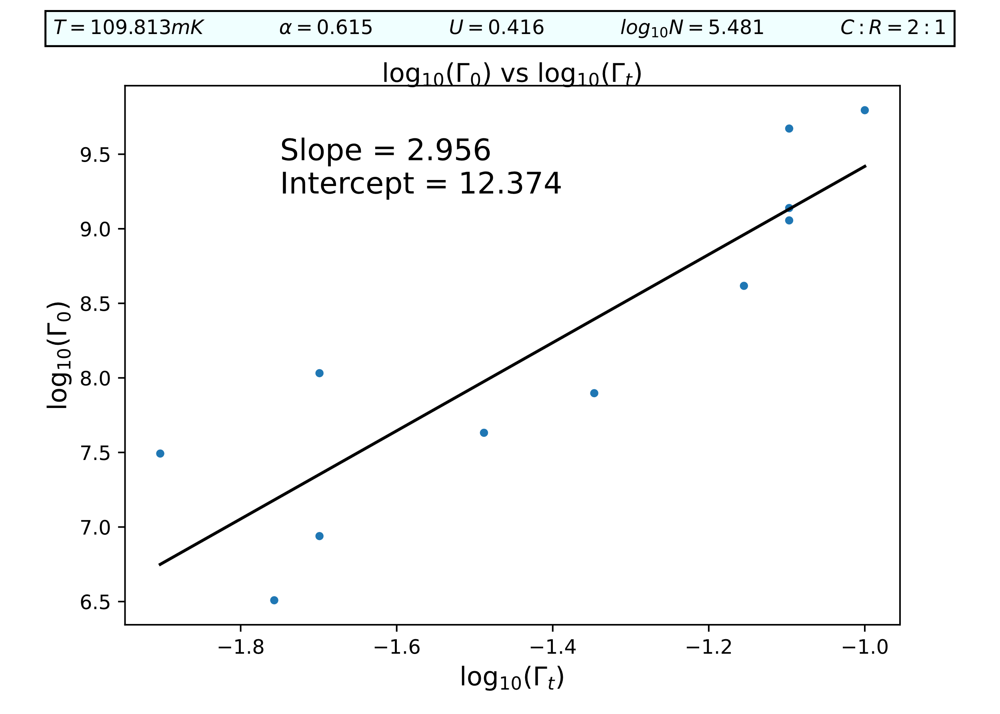 T = 109.813mK α = 0.615 U = 0.416 log₁₀N = 5.481 C : R = 2 : 1
log₁₀(Γ₀) vs log₁₀(Γₜ)
Slope = 2.956
Intercept = 12.374
9.5
9.0
8.5
8.0
7.5
7.0
6.5
log₁₀(Γ₀)
−1.8 −1.6 −1.4 −1.2 −1.0
log₁₀(Γₜ)